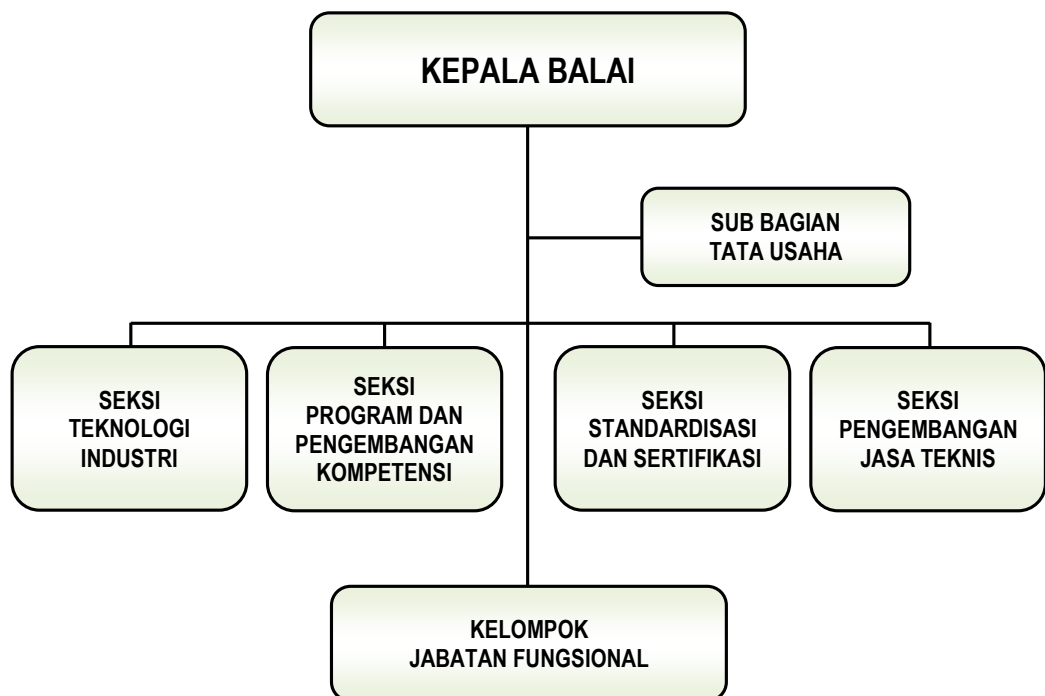 KEPALA BALAI
SUB BAGIAN
TATA USAHA
SEKSI
TEKNOLOGI
INDUSTRI
SEKSI
PROGRAM DAN
PENGEMBANGAN
KOMPETENSI
SEKSI
STANDARDISASI
DAN SERTIFIKASI
SEKSI
PENGEMBANGAN
JASA TEKNIS
KELOMPOK
JABATAN FUNGSIONAL